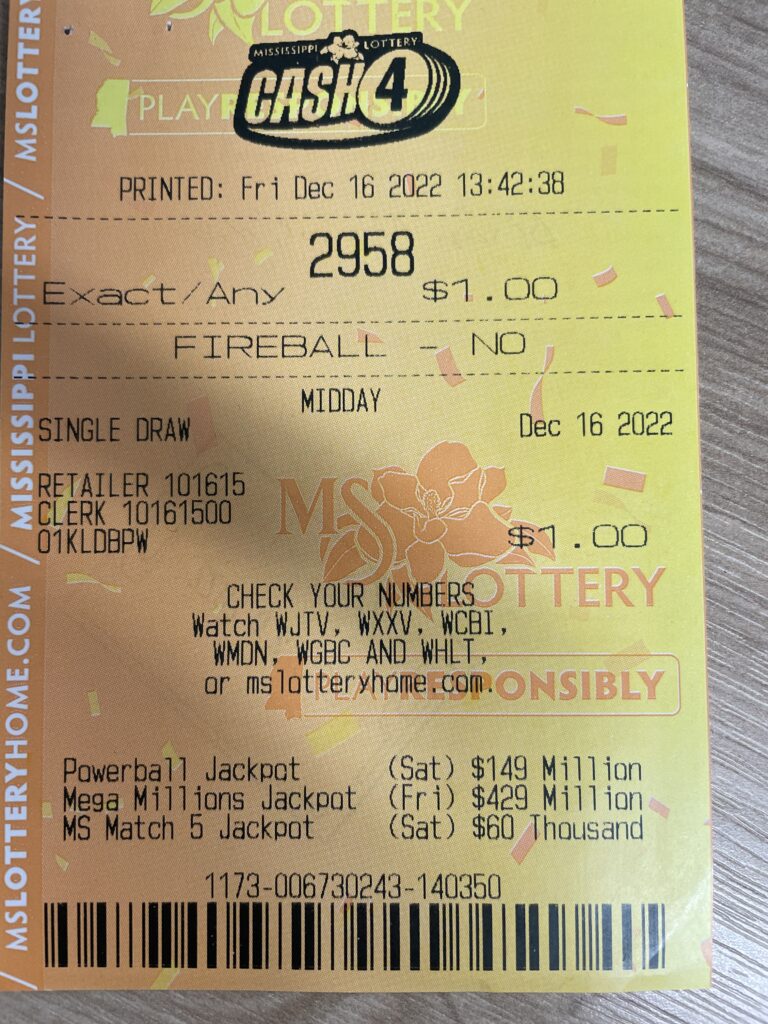 LOTTERY
MISSISSIPPI LOTTERY
CASH 4
PLAY
PRINTED: Fri Dec 16 2022 13:42:38
2958
Exact/Any $1.00
FIREBALL - NO
MIDDAY
SINGLE DRAW Dec 16 2022
RETAILER 101615
CLERK 10161500
01KLDBPW $1.00
MS
LOTTERY
CHECK YOUR NUMBERS
Watch WJTV, WXXV, WCBI,
WMDN, WGBC AND WHLT,
or mslotteryhome.com.
PLAYRESPONSIBLY
Powerball Jackpot (Sat) $149 Million
Mega Millions Jackpot (Fri) $429 Million
MS Match 5 Jackpot (Sat) $60 Thousand
1173-006730243-140350
/ MSLOTTERYHOME.COM / MISSISSIPPI LOTTERY / MSLOTTERY